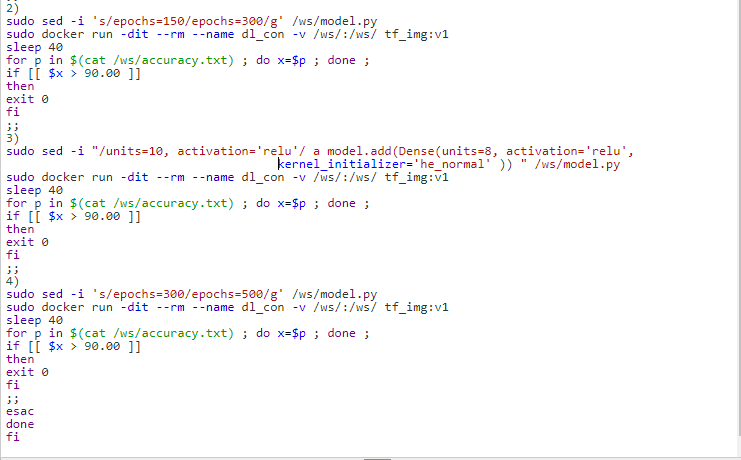 2)
sudo sed -i 's/epochs=150/epochs=300/g' /ws/model.py
sudo docker run -dit --rm --name dl_con -v /ws/:/ws/ tf_img:v1
sleep 40
for p in $(cat /ws/accuracy.txt) ; do x=$p ; done ;
if [[ $x > 90.00 ]]
then
exit 0
fi
;;
3)
sudo sed -i "/units=10, activation='relu'/ a model.add(Dense(units=8, activation='relu',
kernel_initializer='he_normal' )) " /ws/model.py
sudo docker run -dit --rm --name dl_con -v /ws/:/ws/ tf_img:v1
sleep 40
for p in $(cat /ws/accuracy.txt) ; do x=$p ; done ;
if [[ $x > 90.00 ]]
then
exit 0
fi
;;
4)
sudo sed -i 's/epochs=300/epochs=500/g' /ws/model.py
sudo docker run -dit --rm --name dl_con -v /ws/:/ws/ tf_img:v1
sleep 40
for p in $(cat /ws/accuracy.txt) ; do x=$p ; done ;
if [[ $x > 90.00 ]]
then
exit 0
fi
;;
esac
done
fi